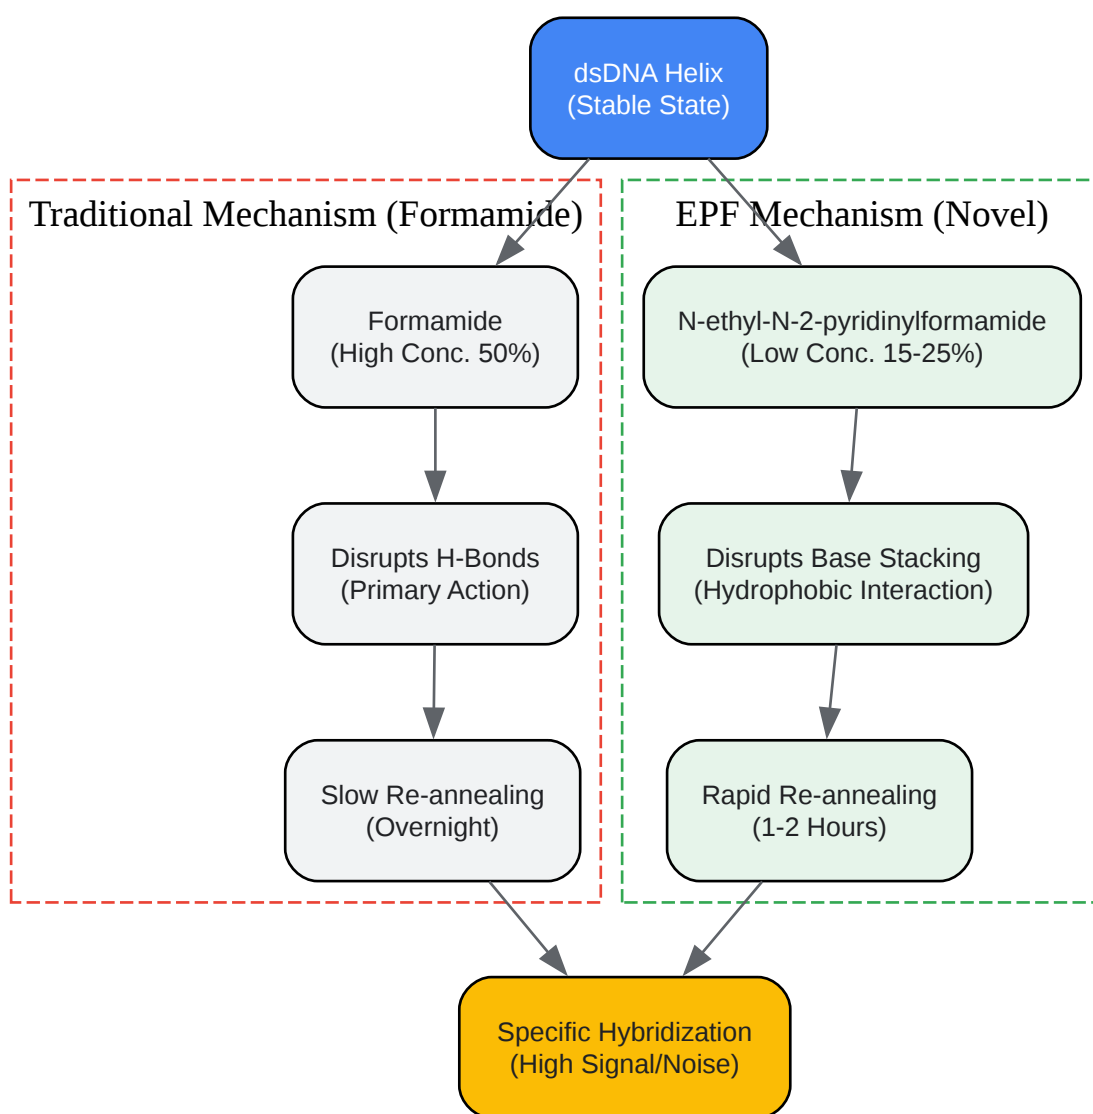 dsDNA Helix
(Stable State)
Traditional Mechanism (Formamide)
EPF Mechanism (Novel)
Formamide
(High Conc. 50%)
N-ethyl-N-2-pyridinylformamide
(Low Conc. 15-25%)
Disrupts H-Bonds
(Primary Action)
Disrupts Base Stacking
(Hydrophobic Interaction)
Slow Re-annealing
(Overnight)
Rapid Re-annealing
(1-2 Hours)
Specific Hybridization
(High Signal/Noise)